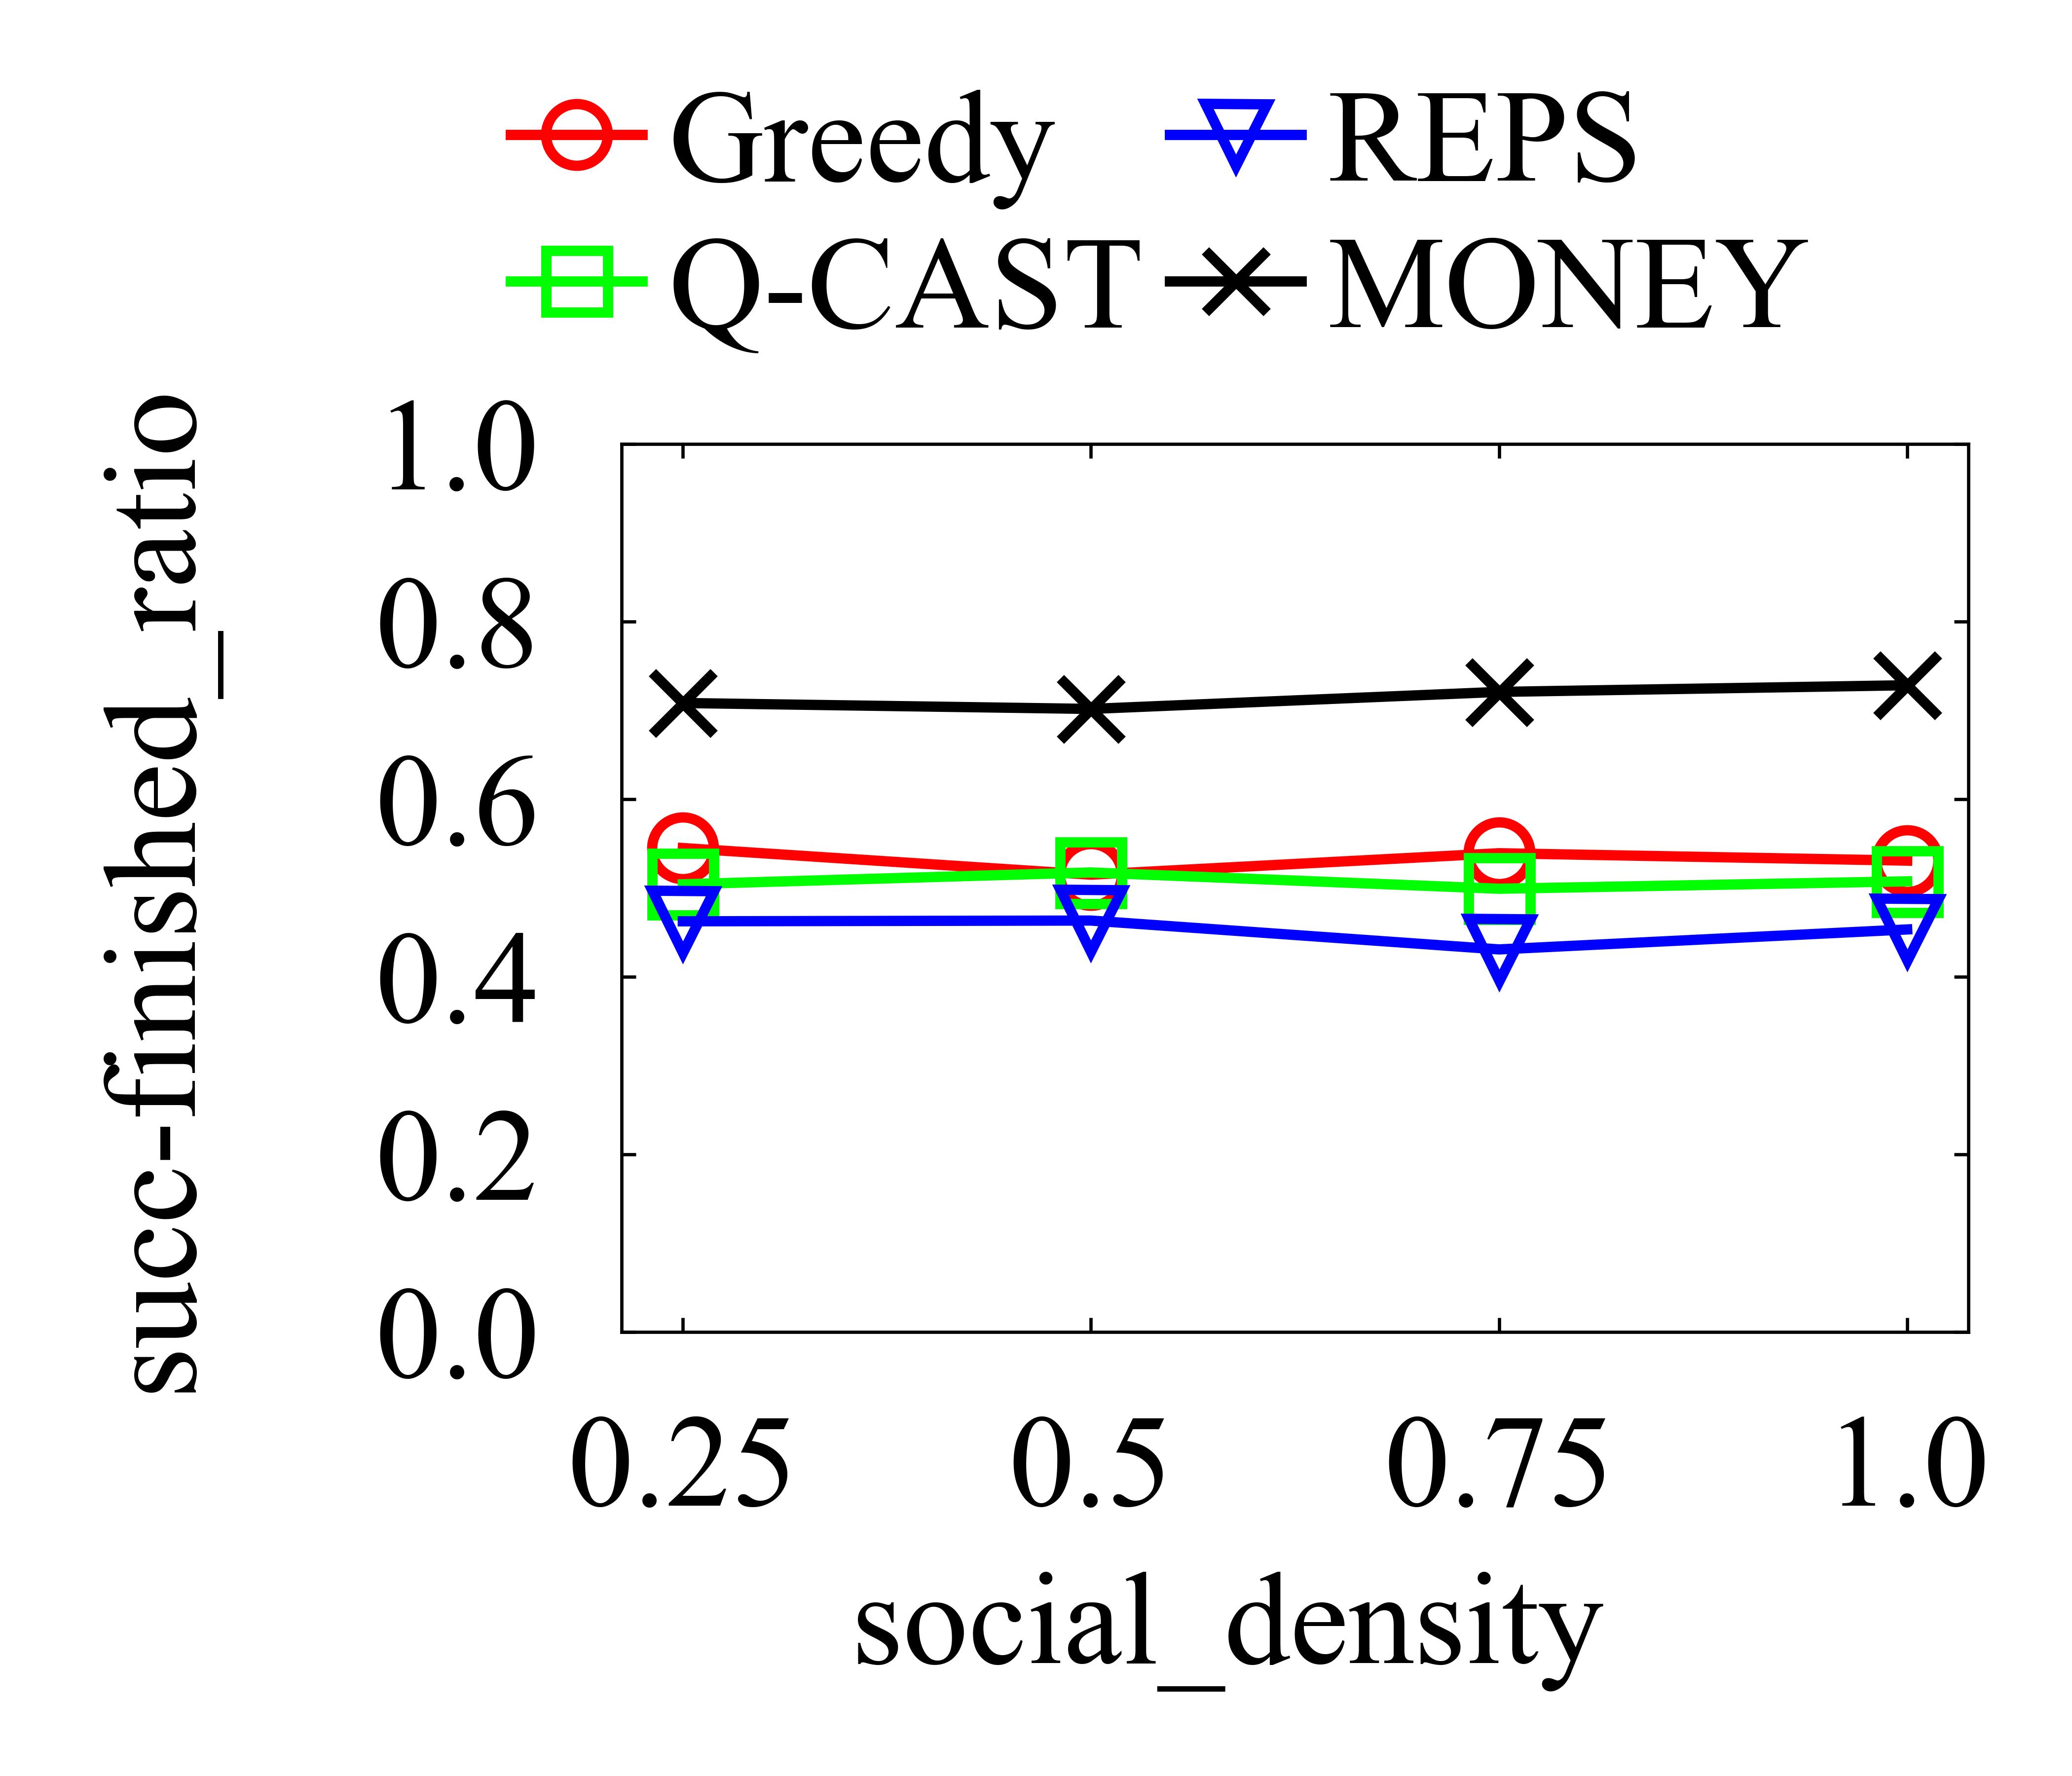 Greedy REPS
Q-CAST MONEY
succ-finished_ratio
1.0
0.8
0.6
0.4
0.2
0.0
0.25 0.5 0.75 1.0
social_density